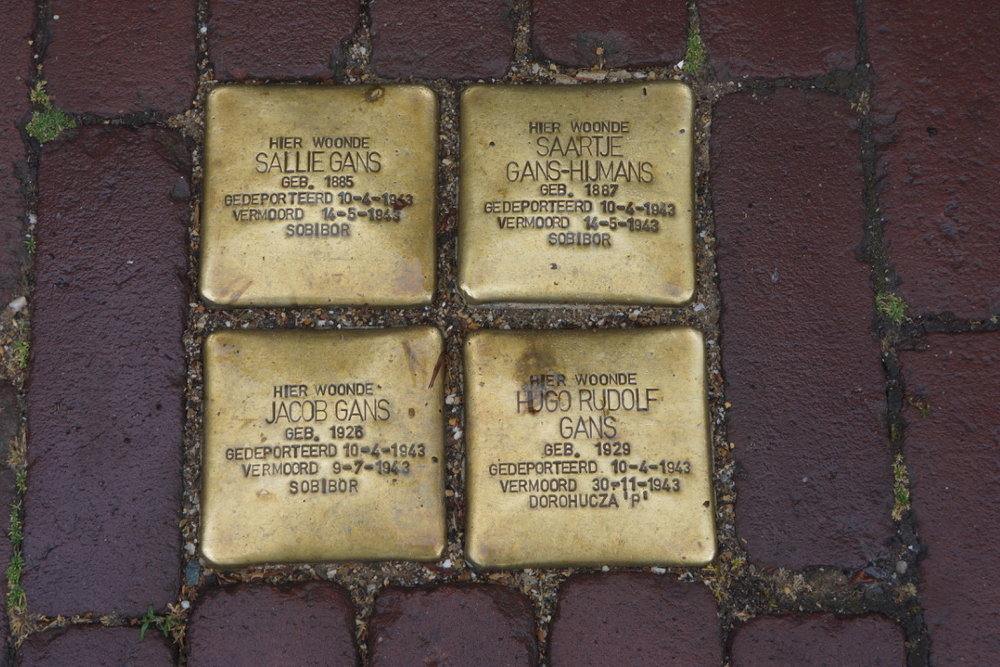 HIER WOONDE
SALLIE GANS
GEB. 1885
GEDEPORTEERD 10-4-1943
VERMOORD 14-5-1943
SOBIBOR
HIER WOONDE
SAARTJE
GANS-HIJMANS
GEB. 1887
GEDEPORTEERD 10-4-1943
VERMOORD 14-5-1943
SOBIBOR
HIER WOONDE
JACOB GANS
GEB. 1926
GEDEPORTEERD 10-4-1943
VERMOORD 9-7-1943
SOBIBOR
HIER WOONDE
HUGO RUDOLF
GANS
GEB. 1929
GEDEPORTEERD 10-4-1943
VERMOORD 30-11-1943
DOROHUCZA 'P'